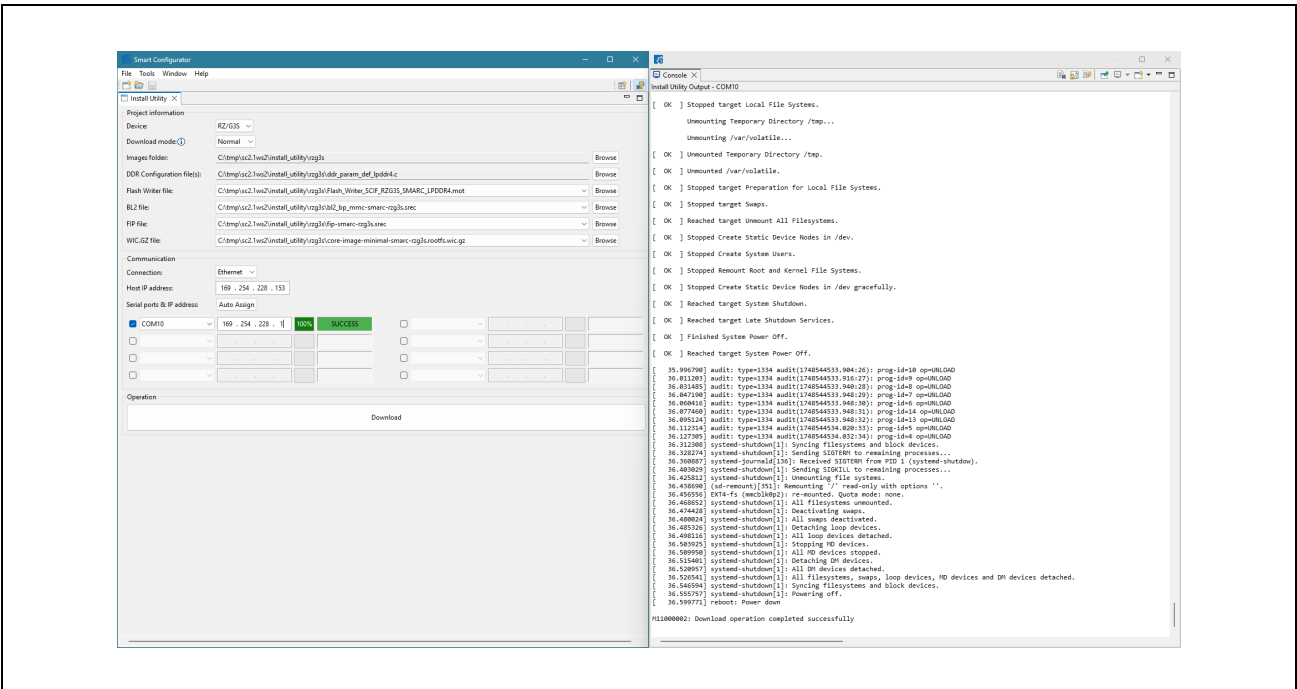 Smart Configurator
File Tools Window Help
Install Utility
Project information
Device: RZ/G3S
Download mode: Normal
Images folder: C:\tmp\sc2.1ws2\install_utility\rzg3s Browse
DDR Configuration file(s): C:\tmp\sc2.1ws2\install_utility\rzg3s\ddr_param_def_lpddr4.c
Flash Writer file: C:\tmp\sc2.1ws2\install_utility\rzg3s\Flash_Writer_SCIF_RZG3S_SMARC_LPDDR4.mot Browse
BL2 file: C:\tmp\sc2.1ws2\install_utility\rzg3s\bl2_bp_mmc-smarc-rzg3s.srec Browse
FIP file: C:\tmp\sc2.1ws2\install_utility\rzg3s\fip-smarc-rzg3s.srec Browse
WIC.GZ file: C:\tmp\sc2.1ws2\install_utility\rzg3s\core-image-minimal-smarc-rzg3s.rootfs.wic.gz Browse
Communication
Connection: Ethernet
Host IP address: 169 . 254 . 228 . 153
Serial ports & IP address: Auto Assign
COM10 169 . 254 . 228 . 1 100% SUCCESS
Operation
Download
Console
Install Utility Output - COM10
[ OK ] Stopped target Local File Systems.
Unmounting Temporary Directory /tmp...
Unmounting /var/volatile...
[ OK ] Unmounted Temporary Directory /tmp.
[ OK ] Unmounted /var/volatile.
[ OK ] Stopped target Preparation for Local File Systems.
[ OK ] Stopped target Swaps.
[ OK ] Reached target Unmount All Filesystems.
[ OK ] Stopped Create Static Device Nodes in /dev.
[ OK ] Stopped Create System Users.
[ OK ] Stopped Remount Root and Kernel File Systems.
[ OK ] Stopped Create Static Device Nodes in /dev gracefully.
[ OK ] Reached target System Shutdown.
[ OK ] Reached target Late Shutdown Services.
[ OK ] Finished System Power Off.
[ OK ] Reached target System Power Off.
[ 35.996790] audit: type=1334 audit(1748544533.904:26): prog-id=10 op=UNLOAD
[ 36.011203] audit: type=1334 audit(1748544533.916:27): prog-id=9 op=UNLOAD
[ 36.031485] audit: type=1334 audit(1748544533.940:28): prog-id=8 op=UNLOAD
[ 36.047190] audit: type=1334 audit(1748544533.948:29): prog-id=7 op=UNLOAD
[ 36.060416] audit: type=1334 audit(1748544533.948:30): prog-id=6 op=UNLOAD
[ 36.077460] audit: type=1334 audit(1748544533.948:31): prog-id=14 op=UNLOAD
[ 36.095124] audit: type=1334 audit(1748544533.948:32): prog-id=13 op=UNLOAD
[ 36.112314] audit: type=1334 audit(1748544534.020:33): prog-id=5 op=UNLOAD
[ 36.127305] audit: type=1334 audit(1748544534.032:34): prog-id=4 op=UNLOAD
[ 36.312308] systemd-shutdown[1]: Syncing filesystems and block devices.
[ 36.328274] systemd-shutdown[1]: Sending SIGTERM to remaining processes...
[ 36.360887] systemd-journald[136]: Received SIGTERM from PID 1 (systemd-shutdow).
[ 36.403029] systemd-shutdown[1]: Sending SIGKILL to remaining processes...
[ 36.425812] systemd-shutdown[1]: Unmounting file systems.
[ 36.438690] (sd-remount)[351]: Remounting '/' read-only with options ''.
[ 36.456556] EXT4-fs (mmcblk0p2): re-mounted. Quota mode: none.
[ 36.468652] systemd-shutdown[1]: All filesystems unmounted.
[ 36.474428] systemd-shutdown[1]: Deactivating swaps.
[ 36.480024] systemd-shutdown[1]: All swaps deactivated.
[ 36.485326] systemd-shutdown[1]: Detaching loop devices.
[ 36.498116] systemd-shutdown[1]: All loop devices detached.
[ 36.503925] systemd-shutdown[1]: Stopping MD devices.
[ 36.509950] systemd-shutdown[1]: All MD devices stopped.
[ 36.515401] systemd-shutdown[1]: Detaching DM devices.
[ 36.520957] systemd-shutdown[1]: All DM devices detached.
[ 36.526541] systemd-shutdown[1]: All filesystems, swaps, loop devices, MD devices and DM devices detached.
[ 36.546594] systemd-shutdown[1]: Syncing filesystems and block devices.
[ 36.555757] systemd-shutdown[1]: Powering off.
[ 36.599771] reboot: Power down
M11000002: Download operation completed successfully